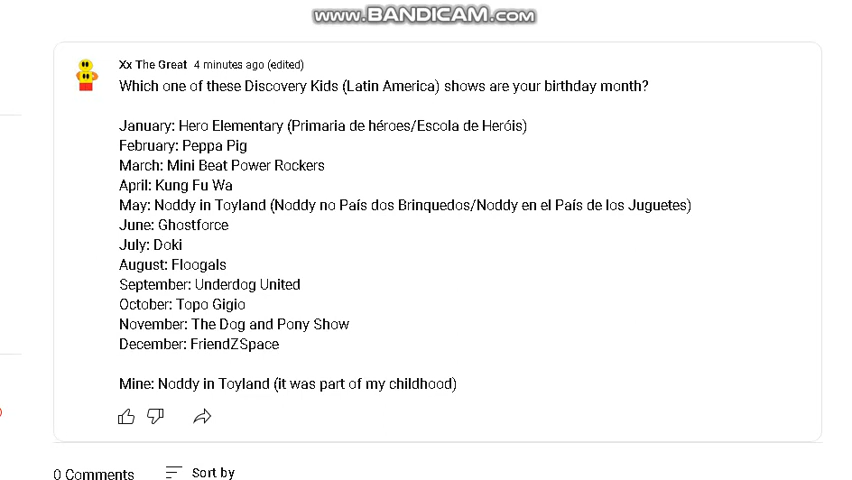 www.BANDICAM.com
Xx The Great 4 minutes ago (edited)
Which one of these Discovery Kids (Latin America) shows are your birthday month?
January: Hero Elementary (Primaria de héroes/Escola de Heróis)
February: Peppa Pig
March: Mini Beat Power Rockers
April: Kung Fu Wa
May: Noddy in Toyland (Noddy no País dos Brinquedos/Noddy en el País de los Juguetes)
June: Ghostforce
July: Doki
August: Floogals
September: Underdog United
October: Topo Gigio
November: The Dog and Pony Show
December: FriendZSpace
Mine: Noddy in Toyland (it was part of my childhood)
0 Comments Sort by